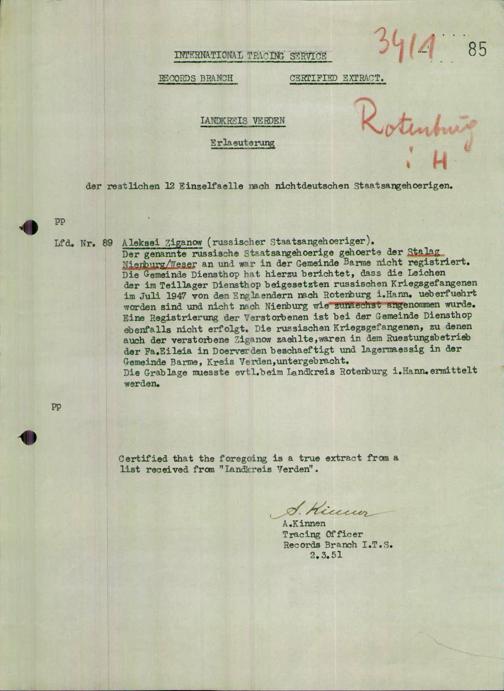 34/1
85
INTERNATIONAL TRACING SERVICE
RECORDS BRANCH CERTIFIED EXTRACT.
Rotenburg
i H
LANDKREIS VERDEN
Erlaeuterung
der restlichen 12 Einzelfaelle nach nichtdeutschen Staatsangehoerigen.
pp
Lfd. Nr. 89 Aleksei Ziganow (russischer Staatsangehoeriger).
Der genannte russische Staatsangehoerige gehoerte der Stalag
Nienburg/Weser an und war in der Gemeinde Barme nicht registriert.
Die Gemeinde Diensthop hat hierzu berichtet, dass die Leichen
der im Teillager Diensthop beigesetzten russischen Kriegsgefangenen
im Juli 1947 von den Englaendern nach Rotenburg i.Hann. ueberfuehrt
worden sind und nicht nach Nienburg wie zunaechst angenommen wurde.
Eine Registrierung der Verstorbenen ist bei der Gemeinde Diensthop
ebenfalls nicht erfolgt. Die russischen Kriegsgefangenen, zu denen
auch der verstorbene Ziganow zaehlte,waren in dem Ruestungsbetrieb
der Fa.Eileia in Doerverden beschaeftigt und lagermaessig in der
Gemeinde Barme, Kreis Verden,untergebracht.
Die Grablage muesste evtl.beim Landkreis Rotenburg i.Hann.ermittelt
werden.
pp
Certified that the foregoing is a true extract from a
list received from "Landkreis Verden".
A. Kinnen
A.Kinnen
Tracing Officer
Records Branch I.T.S.
2.3.51